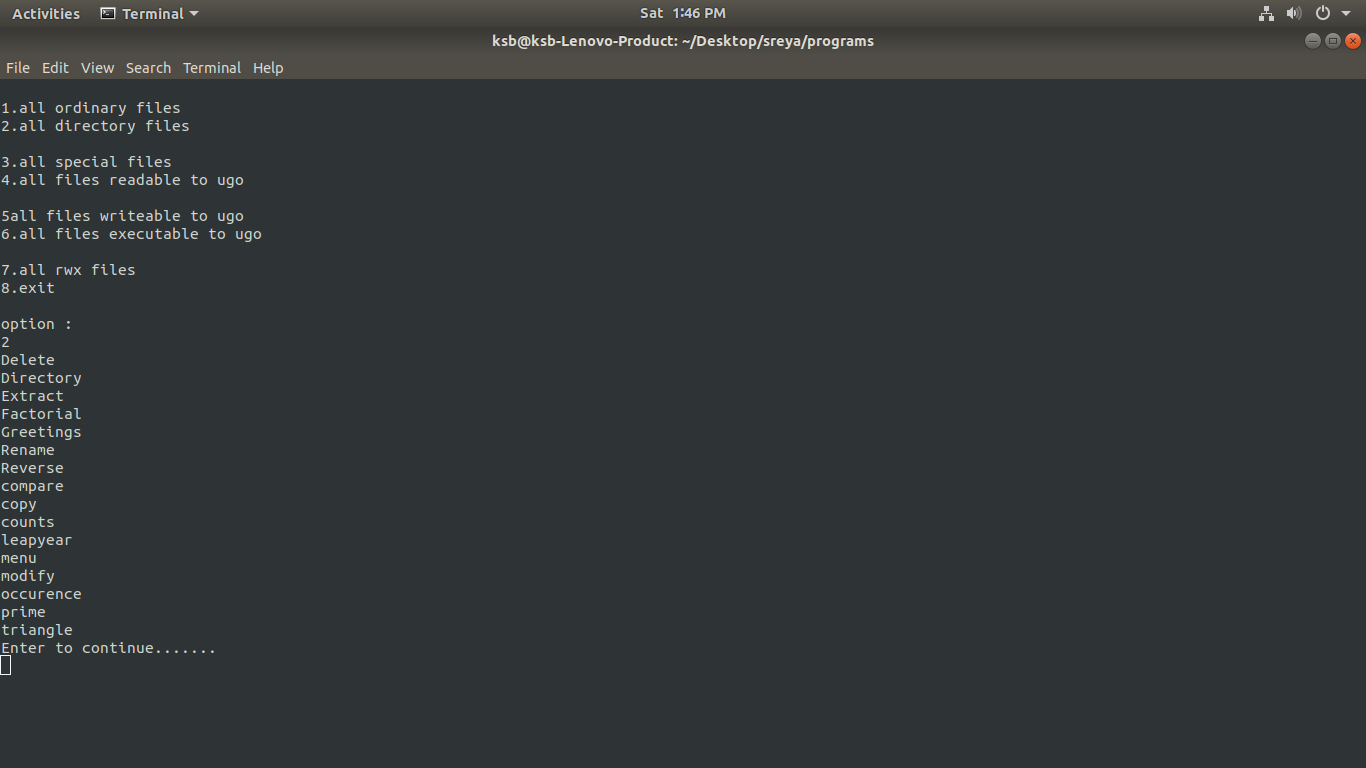 Activities Terminal Sat 1:46 PM
ksb@ksb-Lenovo-Product: ~/Desktop/sreya/programs
File Edit View Search Terminal Help
1.all ordinary files
2.all directory files
3.all special files
4.all files readable to ugo
5all files writeable to ugo
6.all files executable to ugo
7.all rwx files
8.exit
option :
2
Delete
Directory
Extract
Factorial
Greetings
Rename
Reverse
compare
copy
counts
leapyear
menu
modify
occurence
prime
triangle
Enter to continue.......